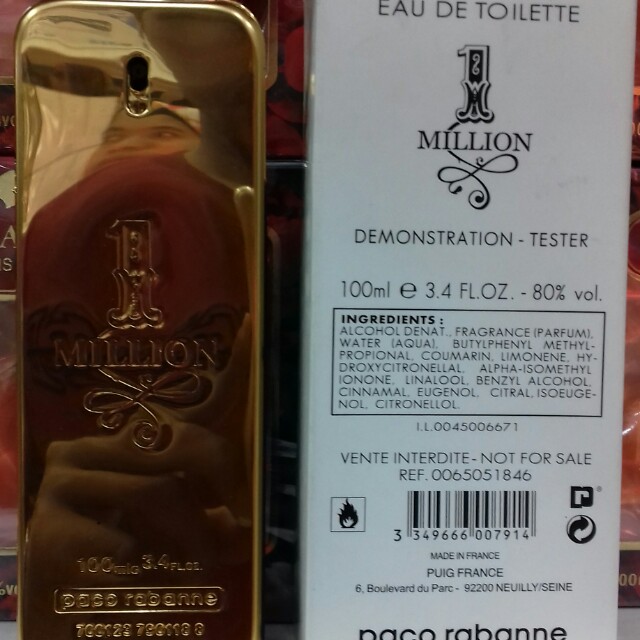 1
MILLION
100mls 3.4FL.OZ.
paco rabanne
EAU DE TOILETTE
1
MILLION
DEMONSTRATION - TESTER
100ml e 3.4 FL.OZ. - 80% vol.
INGREDIENTS :
ALCOHOL DENAT., FRAGRANCE (PARFUM),
WATER (AQUA), BUTYLPHENYL METHYL-
PROPIONAL, COUMARIN, LIMONENE, HY-
DROXYCITRONELLAL, ALPHA-ISOMETHYL
IONONE, LINALOOL, BENZYL ALCOHOL,
CINNAMAL, EUGENOL, CITRAL, ISOEUGE-
NOL, CITRONELLOL.
I.L.0045006671
VENTE INTERDITE- NOT FOR SALE
REF. 0065051846
3 349666 007914
MADE IN FRANCE
PUIG FRANCE
6, Boulevard du Parc - 92200 NEUILLY/SEINE
paco rabanne